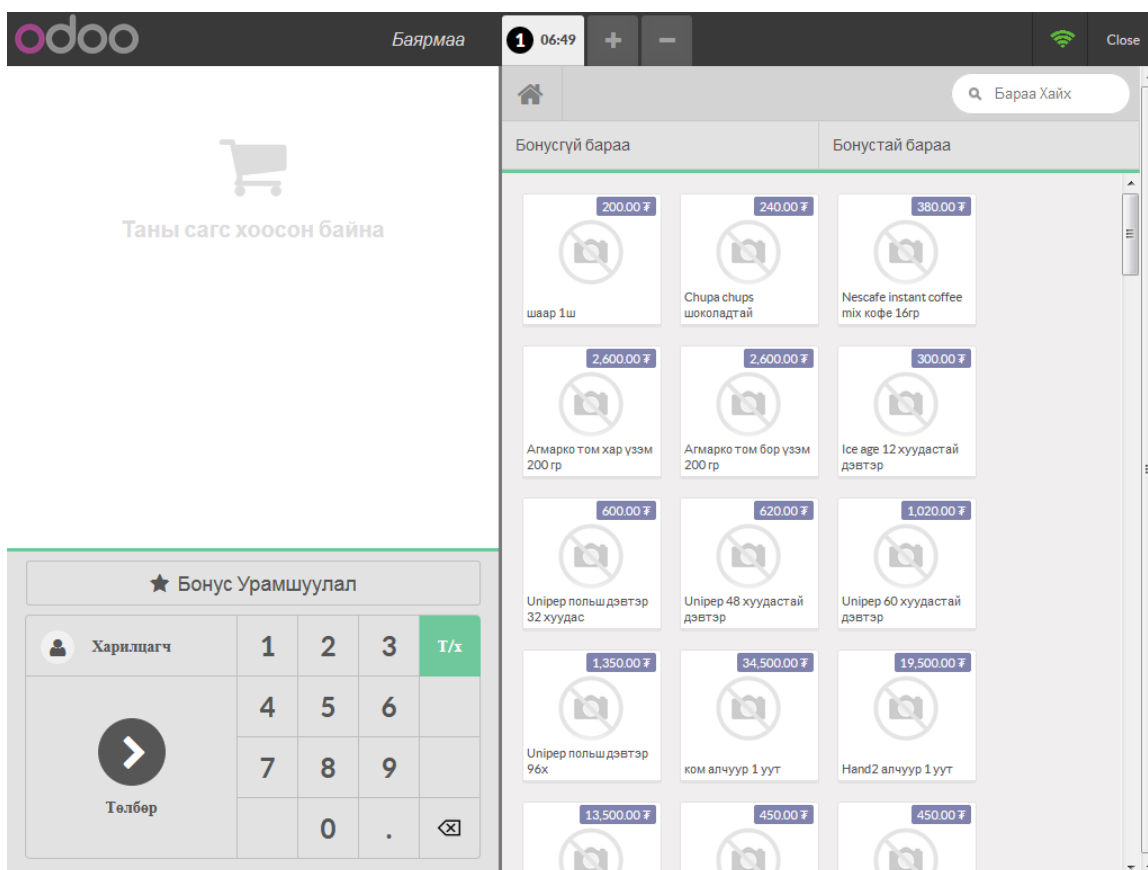 odoo
Баярмаа
1 06:49
+
−
Close
Бараа Хайх
Бонусгүй бараа
Бонустай бараа
Таны сагс хоосон байна
200.00 ₮
шаар 1ш
240.00 ₮
Chupa chups
шоколадтай
380.00 ₮
Nescafe instant coffee
mix кофе 16гр
2,600.00 ₮
Агмарко том хар үзэм
200 гр
2,600.00 ₮
Агмарко том бор үзэм
200 гр
300.00 ₮
Ice age 12 хуудастай
дэвтэр
600.00 ₮
Unipep польш дэвтэр
32 хуудас
620.00 ₮
Unipep 48 хуудастай
дэвтэр
1,020.00 ₮
Unipep 60 хуудастай
дэвтэр
1,350.00 ₮
Unipep польш дэвтэр
96х
34,500.00 ₮
ком алчуур 1 уут
19,500.00 ₮
Hand2 алчуур 1 уут
13,500.00 ₮
450.00 ₮
450.00 ₮
Бонус Урамшуулал
Харилцагч
1 2 3 Т/х
4 5 6
7 8 9
0 .
Төлбөр